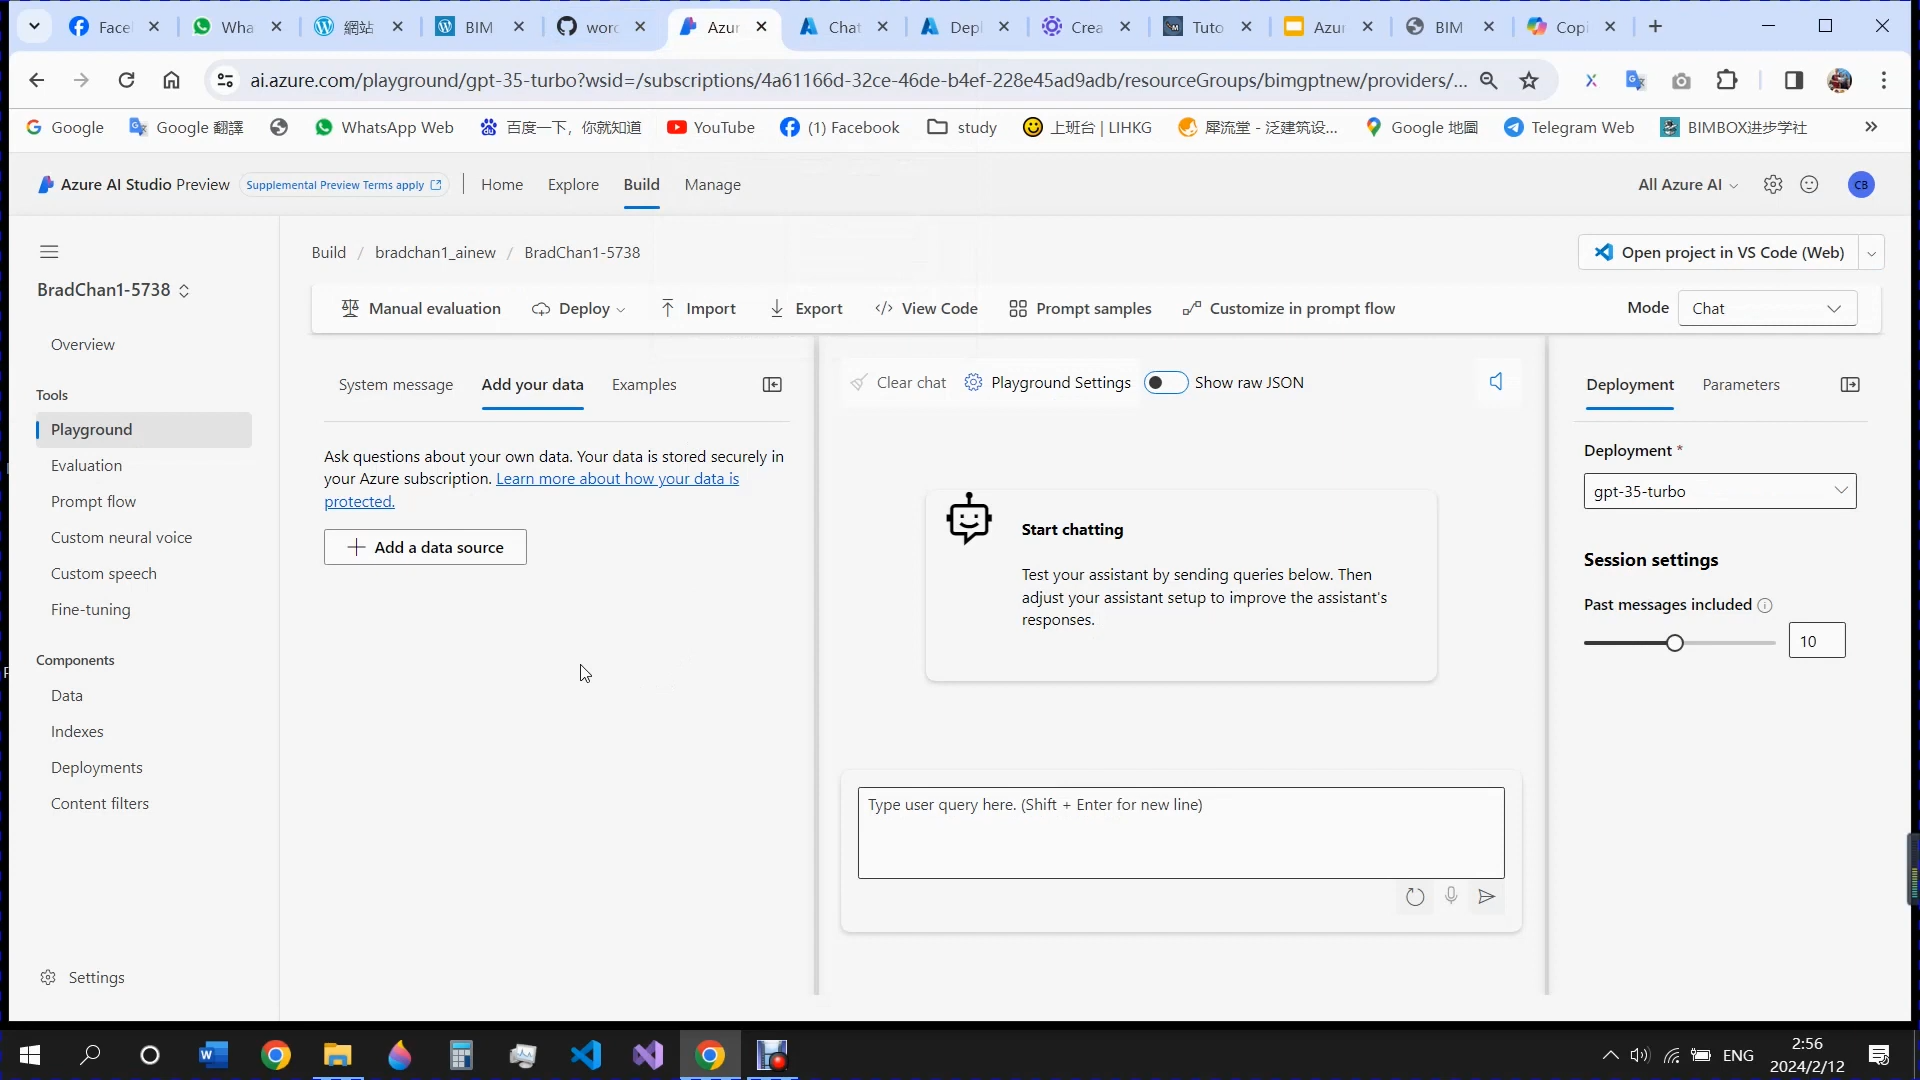 Facel
Wha
網站
BIM
word
Azur
Chat
Depl
Crea
Tuto
Azur
BIM
Copi
ai.azure.com/playground/gpt-35-turbo?wsid=/subscriptions/4a61166d-32ce-46de-b4ef-228e45ad9adb/resourceGroups/bimgptnew/providers/...
Google
Google 翻譯
WhatsApp Web
百度一下，你就知道
YouTube
(1) Facebook
study
上班台 | LIHKG
犀流堂 - 泛建筑设...
Google 地圖
Telegram Web
BIMBOX进步学社
Azure AI Studio Preview
Supplemental Preview Terms apply
Home
Explore
Build
Manage
All Azure AI
CB
Build / bradchan1_ainew / BradChan1-5738
Open project in VS Code (Web)
BradChan1-5738
Manual evaluation
Deploy
Import
Export
View Code
Prompt samples
Customize in prompt flow
Mode
Chat
Overview
Tools
Playground
Evaluation
Prompt flow
Custom neural voice
Custom speech
Fine-tuning
Components
Data
Indexes
Deployments
Content filters
Settings
System message
Add your data
Examples
Ask questions about your own data. Your data is stored securely in
your Azure subscription. Learn more about how your data is
protected.
Add a data source
Clear chat
Playground Settings
Show raw JSON
Start chatting
Test your assistant by sending queries below. Then
adjust your assistant setup to improve the assistant's
responses.
Type user query here. (Shift + Enter for new line)
Deployment
Parameters
Deployment *
gpt-35-turbo
Session settings
Past messages included
10
ENG
2:56
2024/2/12